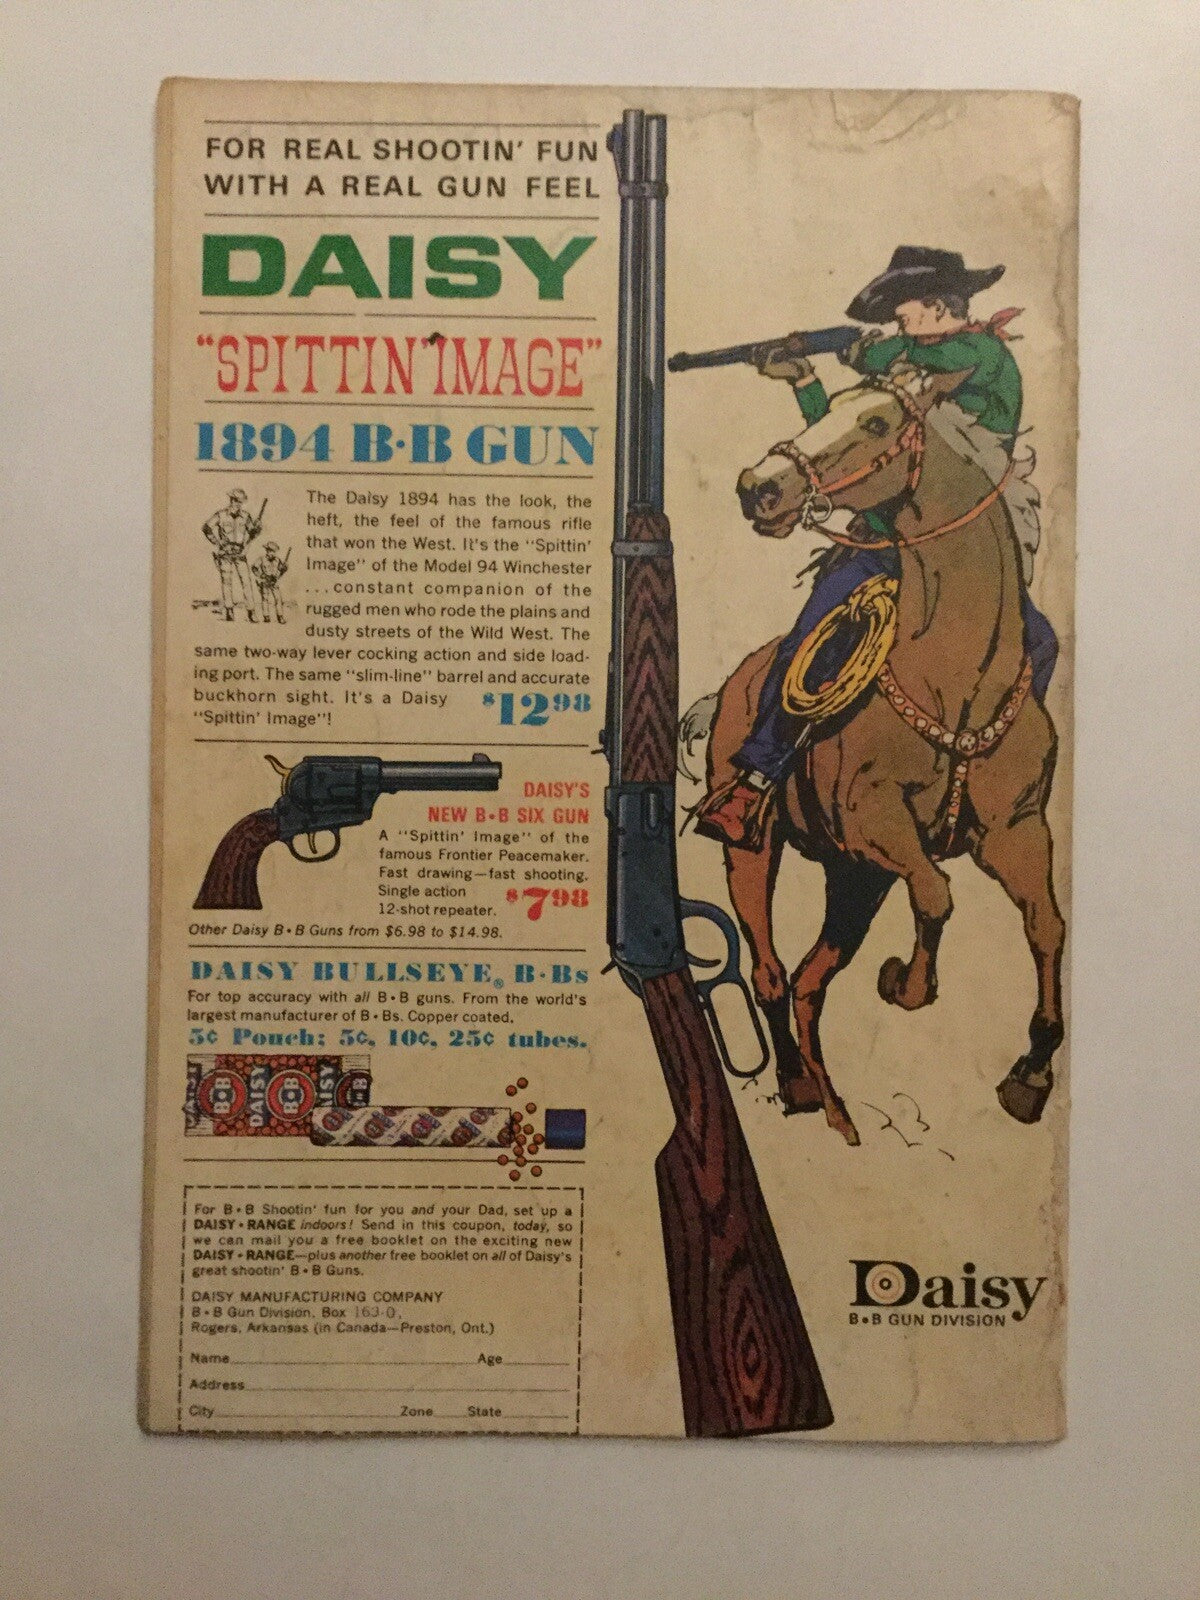 FOR REAL SHOOTIN' FUN
WITH A REAL GUN FEEL
DAISY
"SPITTIN' IMAGE"
1894 B•B GUN
The Daisy 1894 has the look, the
heft, the feel of the famous rifle
that won the West. It's the "Spittin'
Image" of the Model 94 Winchester
...constant companion of the
rugged men who rode the plains and
dusty streets of the Wild West. The
same two-way lever cocking action and side load-
ing port. The same "slim-line" barrel and accurate
buckhorn sight. It's a Daisy
"Spittin' Image"!
$12.98
DAISY'S
NEW B•B SIX GUN
A "Spittin' Image" of the
famous Frontier Peacemaker.
Fast drawing—fast shooting.
Single action
12-shot repeater.
$7.98
Other Daisy B•B Guns from $6.98 to $14.98.
DAISY BULLSEYE® B•Bs
For top accuracy with all B•B guns. From the world's
largest manufacturer of B•Bs. Copper coated.
5¢ Pouch; 5¢, 10¢, 25¢ tubes.
DAISY B•B DAISY B•B DAISY B•B
For B•B Shootin' fun for you and your Dad, set up a
DAISY•RANGE indoors! Send in this coupon, today, so
we can mail you a free booklet on the exciting new
DAISY•RANGE—plus another free booklet on all of Daisy's
great shootin' B•B Guns.
DAISY MANUFACTURING COMPANY
B•B Gun Division, Box 163-0,
Rogers, Arkansas (in Canada—Preston, Ont.)
Name Age
Address
City Zone State
Daisy
B•B GUN DIVISION